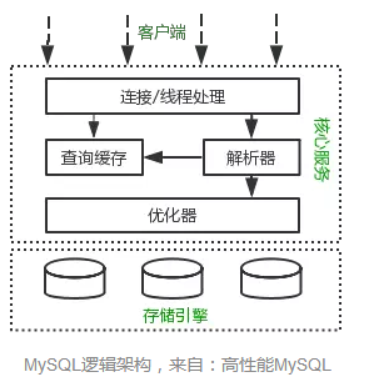 客户端
连接/线程处理
查询缓存
解析器
核心服务
优化器
存储引擎
MySQL逻辑架构，来自：高性能MySQL